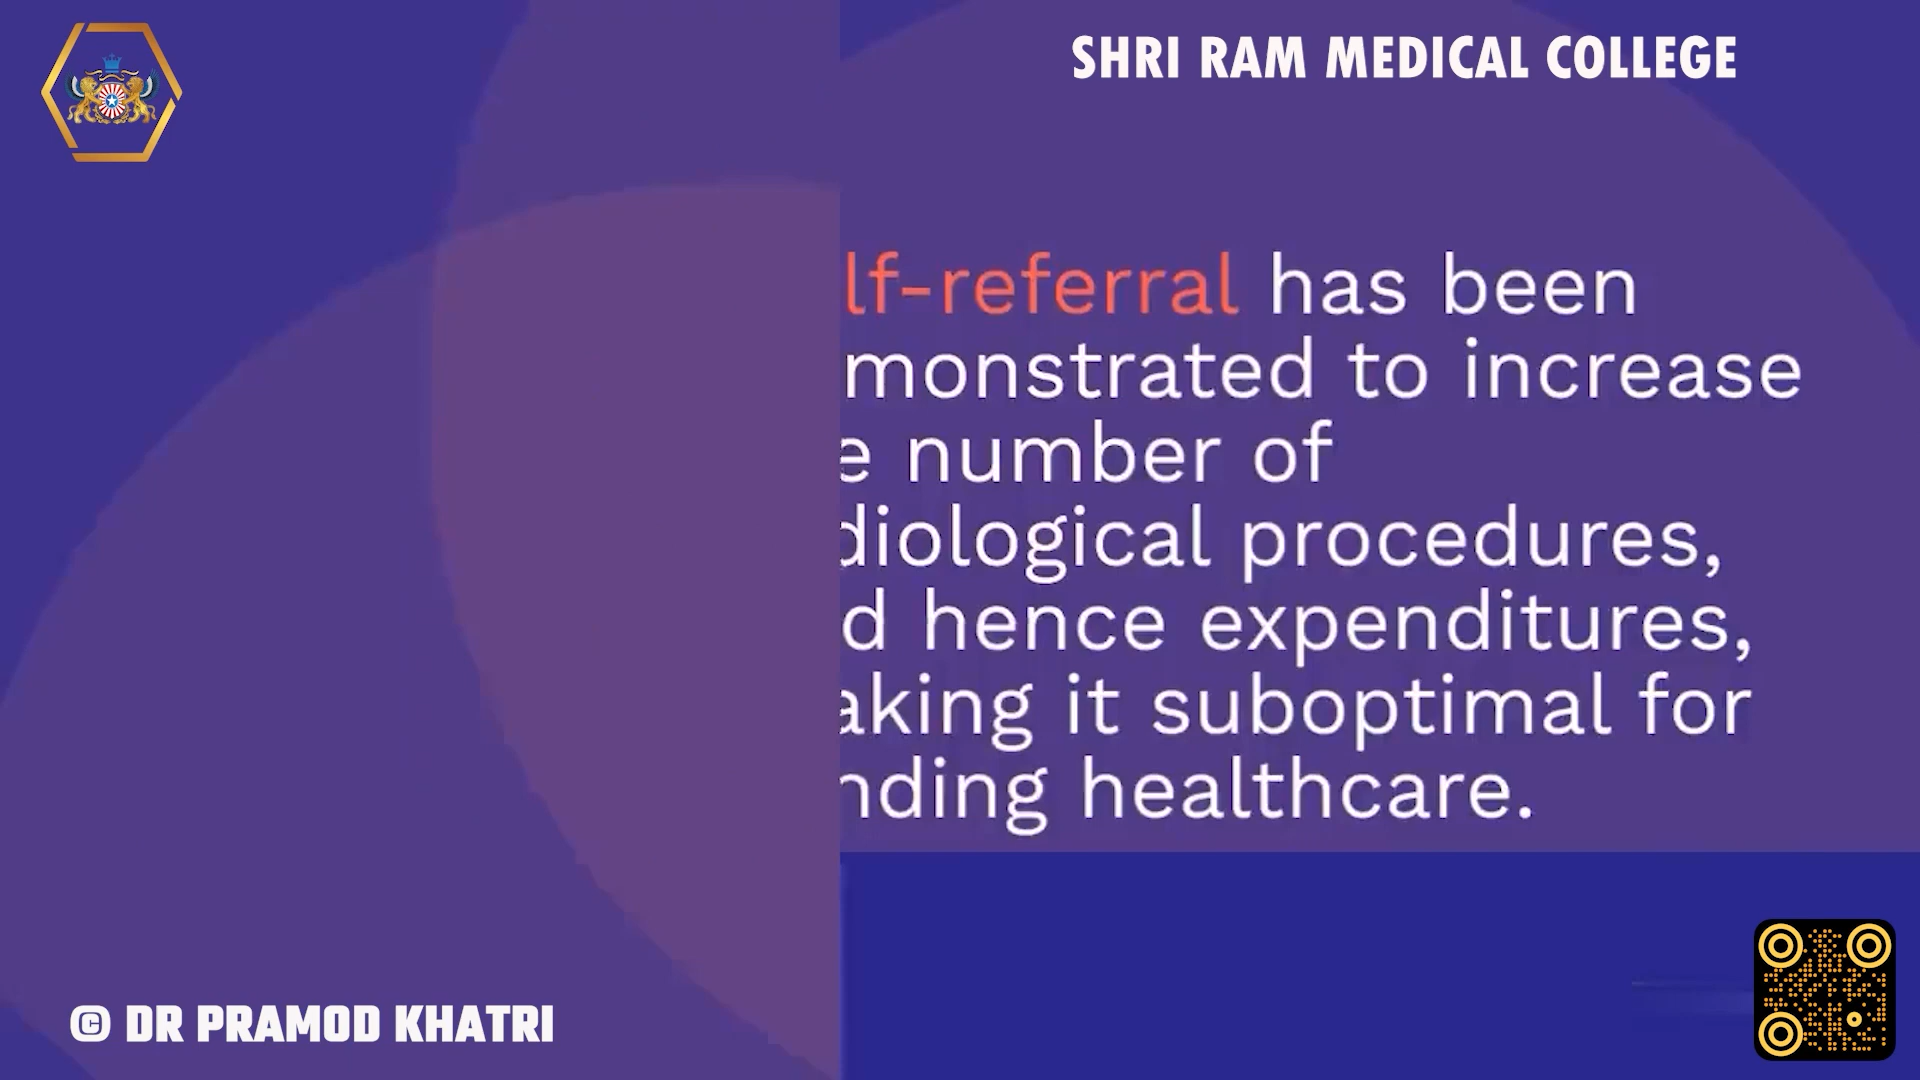 SHRI RAM MEDICAL COLLEGE
lf-referral has been
monstrated to increase
e number of
diological procedures,
d hence expenditures,
aking it suboptimal for
nding healthcare.
© DR PRAMOD KHATRI